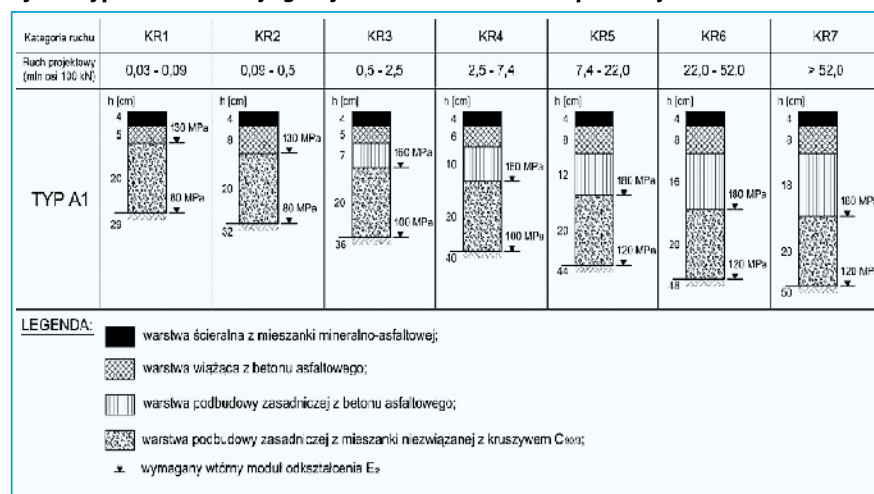 Kategoria ruchu KR1 KR2 KR3 KR4 KR5 KR6 KR7
Ruch projektowy (mln osi 100 kN) 0,03 - 0,09 0,09 - 0,5 0,5 - 2,5 2,5 - 7,4 7,4 - 22,0 22,0 - 52,0 > 52,0
TYP A1
h [cm] 4 5 20 29 130 MPa 80 MPa
h [cm] 4 8 20 130 MPa 80 MPa
h [cm] 4 5 7 20 36 160 MPa 100 MPa
h [cm] 4 6 10 20 40 100 MPa
h [cm] 4 8 12 20 44 180 MPa 120 MPa
h [cm] 4 8 16 20 48 180 MPa 120 MPa
h [cm] 4 20 50 180 MPa 120 MPa
LEGENDA:
warstwa ścieralna z mieszanki mineralno-asfaltowej;
warstwa wiążąca z betonu asfaltowego;
warstwa podbudowy zasadniczej z betonu asfaltowego;
warstwa podbudowy zasadniczej z mieszanki niezwiązanej z kruszywem C90/3;
wymagany wtórny moduł odkształcenia E2